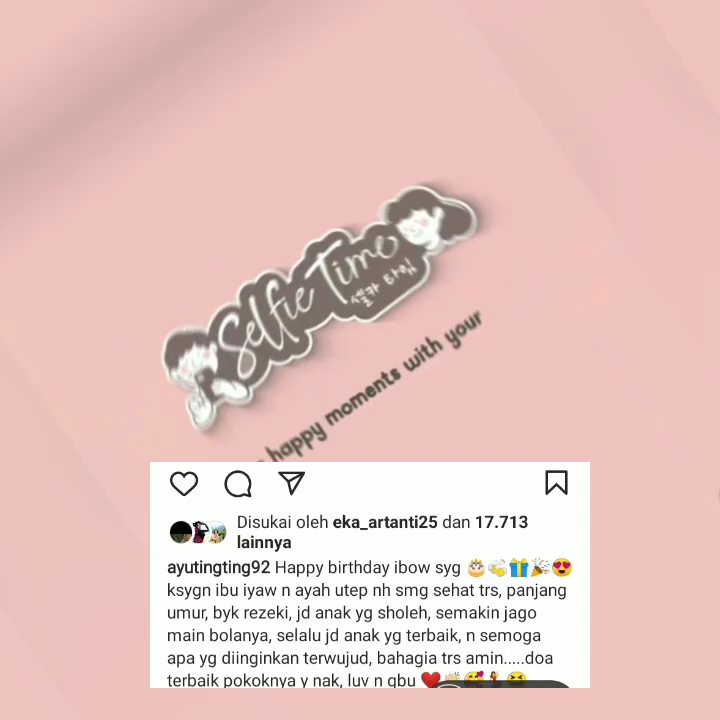 Selfie Time
셀카 타임
happy moments with your
Disukai oleh eka_artanti25 dan 17.713
lainnya
ayutingting92 Happy birthday ibow syg 🎂🍻🎁🎉😍
ksygn ibu iyaw n ayah utep nh smg sehat trs, panjang
umur, byk rezeki, jd anak yg sholeh, semakin jago
main bolanya, selalu jd anak yg terbaik, n semoga
apa yg diinginkan terwujud, bahagia trs amin.....doa
terbaik pokoknya y nak, luv n gbu ❤️👏🏻🥰💃😝